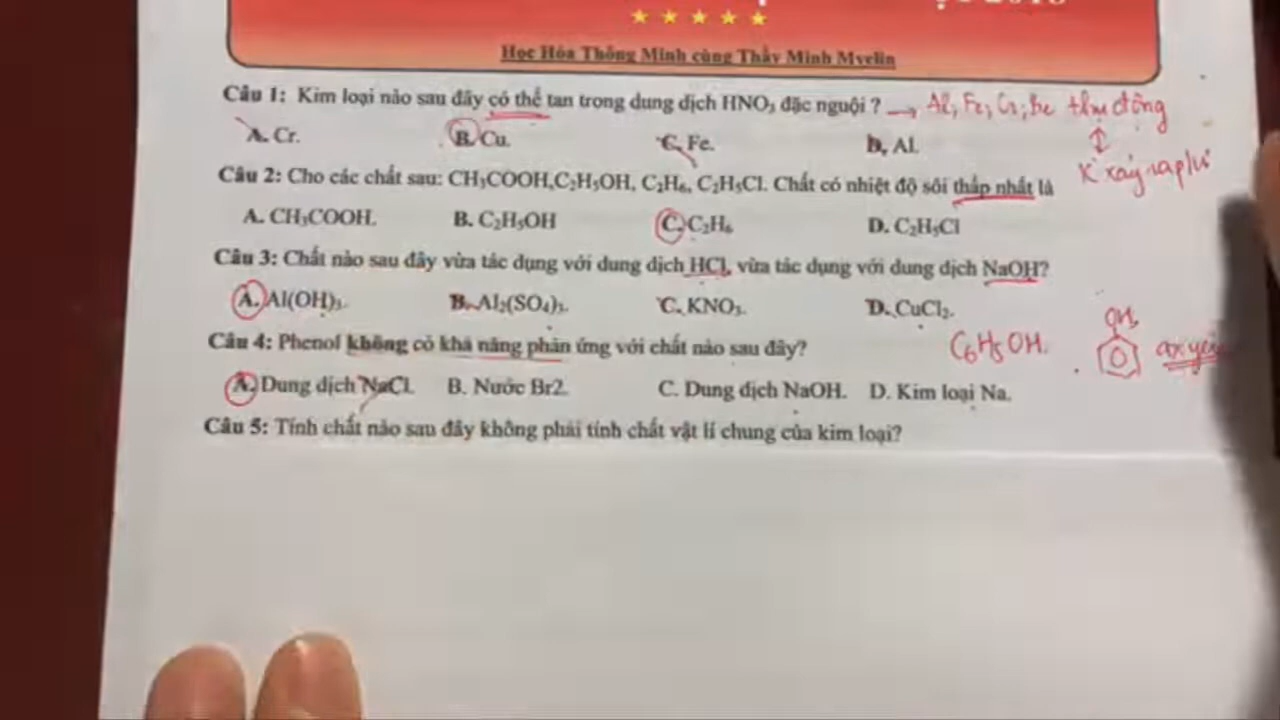 Học Hóa Thông Minh cùng Thầy Minh Myelin
Câu 1: Kim loại nào sau đây có thể tan trong dung dịch HNO₃ đặc nguội ? → Al, Fe, Cr, Be thụ động
A. Cr. B. Cu. C. Fe. D. Al.
K° xảy ra pứ
Câu 2: Cho các chất sau: CH₃COOH,C₂H₅OH, C₂H₆, C₂H₅Cl. Chất có nhiệt độ sôi thấp nhất là
A. CH₃COOH. B. C₂H₅OH C. C₂H₆ D. C₂H₅Cl
Câu 3: Chất nào sau đây vừa tác dụng với dung dịch HCl, vừa tác dụng với dung dịch NaOH?
A. Al(OH)₃. B. Al₂(SO₄)₃. C. KNO₃. D. CuCl₂.
Câu 4: Phenol không có khả năng phản ứng với chất nào sau đây? C₆H₅OH.
OH
A. Dung dịch NaCl. B. Nước Br2. C. Dung dịch NaOH. D. Kim loại Na.
Câu 5: Tính chất nào sau đây không phải tính chất vật lí chung của kim loại?